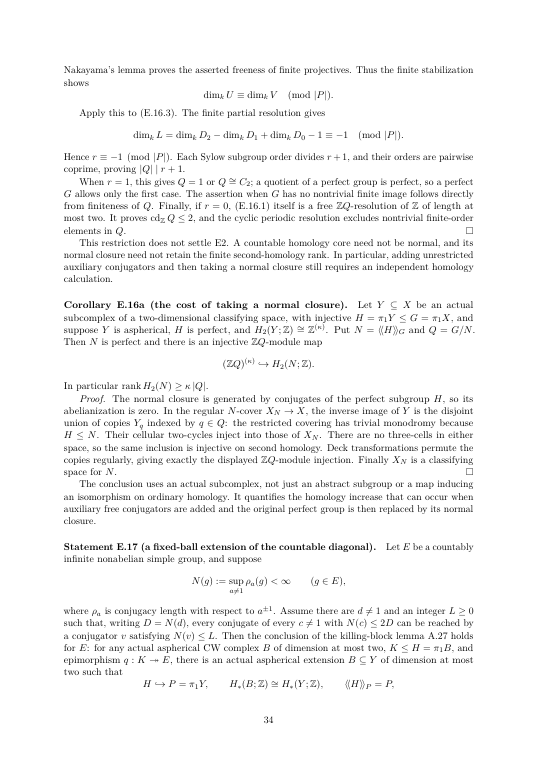 Nakayama's lemma proves the asserted freeness of finite projectives. Thus the finite stabilization
shows
dimₖ U ≡ dimₖ V (mod |P|).
Apply this to (E.16.3). The finite partial resolution gives
dimₖ L = dimₖ D₂ − dimₖ D₁ + dimₖ D₀ − 1 ≡ −1 (mod |P|).
Hence r ≡ −1 (mod |P|). Each Sylow subgroup order divides r + 1, and their orders are pairwise
coprime, proving |Q| | r + 1.
When r = 1, this gives Q = 1 or Q ≅ C₂; a quotient of a perfect group is perfect, so a perfect
G allows only the first case. The assertion when G has no nontrivial finite image follows directly
from finiteness of Q. Finally, if r = 0, (E.16.1) itself is a free ℤQ-resolution of ℤ of length at
most two. It proves cd_ℤ Q ≤ 2, and the cyclic periodic resolution excludes nontrivial finite-order
elements in Q. □
This restriction does not settle E2. A countable homology core need not be normal, and its
normal closure need not retain the finite second-homology rank. In particular, adding unrestricted
auxiliary conjugators and then taking a normal closure still requires an independent homology
calculation.
Corollary E.16a (the cost of taking a normal closure). Let Y ⊆ X be an actual
subcomplex of a two-dimensional classifying space, with injective H = π₁Y ≤ G = π₁X, and
suppose Y is aspherical, H is perfect, and H₂(Y; ℤ) ≅ ℤ^(κ). Put N = ⟪H⟫_G and Q = G/N.
Then N is perfect and there is an injective ℤQ-module map
(ℤQ)^(κ) ↪ H₂(N; ℤ).
In particular rank H₂(N) ≥ κ |Q|.
Proof. The normal closure is generated by conjugates of the perfect subgroup H, so its
abelianization is zero. In the regular N-cover X_N → X, the inverse image of Y is the disjoint
union of copies Y_q indexed by q ∈ Q: the restricted covering has trivial monodromy because
H ≤ N. Their cellular two-cycles inject into those of X_N. There are no three-cells in either
space, so the same inclusion is injective on second homology. Deck transformations permute the
copies regularly, giving exactly the displayed ℤQ-module injection. Finally X_N is a classifying
space for N. □
The conclusion uses an actual subcomplex, not just an abstract subgroup or a map inducing
an isomorphism on ordinary homology. It quantifies the homology increase that can occur when
auxiliary free conjugators are added and the original perfect group is then replaced by its normal
closure.
Statement E.17 (a fixed-ball extension of the countable diagonal). Let E be a countably
infinite nonabelian simple group, and suppose
N(g) := sup_{a≠1} ρₐ(g) < ∞ (g ∈ E),
where ρₐ is conjugacy length with respect to a^{±1}. Assume there are d ≠ 1 and an integer L ≥ 0
such that, writing D = N(d), every conjugate of every c ≠ 1 with N(c) ≤ 2D can be reached by
a conjugator v satisfying N(v) ≤ L. Then the conclusion of the killing-block lemma A.27 holds
for E: for any actual aspherical CW complex B of dimension at most two, K ≤ H = π₁B, and
epimorphism q : K ↠ E, there is an actual aspherical extension B ⊆ Y of dimension at most
two such that
H ↪ P = π₁Y, H_*(B; ℤ) ≅ H_*(Y; ℤ), ⟪H⟫_P = P,
34